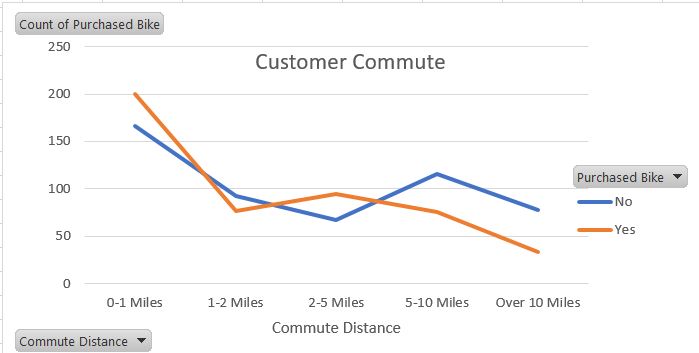 Count of Purchased Bike
Customer Commute
250
200
150
100
50
0
0-1 Miles 1-2 Miles 2-5 Miles 5-10 Miles Over 10 Miles
Commute Distance
Purchased Bike
No
Yes
Commute Distance